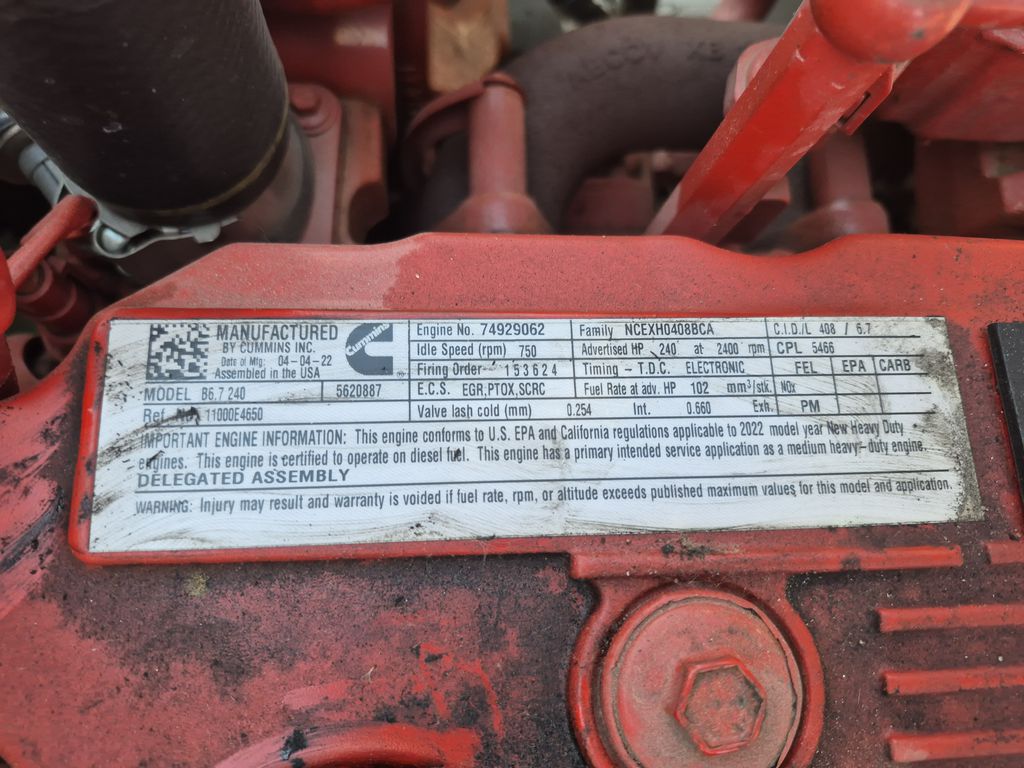 MANUFACTURED
BY CUMMINS INC.
Date of Mfg: 04-04-22
Assembled in the USA
Cummins
MODEL B6.7 240 5620887
Ref. No. 11000E4650
Engine No. 74929062
Idle Speed (rpm) 750
Firing Order- 153624
E.C.S. EGR,PTOX,SCRC
Valve lash cold (mm) 0.254 Int. 0.660 Exh.
Family NCEXH0408BCA
Advertised HP 240 at 2400 rpm
Timing - T.D.C. ELECTRONIC
Fuel Rate at adv. HP 102 mm³/stk.
C.I.D./L 408 / 6.7
CPL 5466
FEL EPA CARB
NOx
PM
IMPORTANT ENGINE INFORMATION: This engine conforms to U.S. EPA and California regulations applicable to 2022 model year New Heavy Duty
engines. This engine is certified to operate on diesel fuel. This engine has a primary intended service application as a medium heavy-duty engine.
DELEGATED ASSEMBLY
WARNING: Injury may result and warranty is voided if fuel rate, rpm, or altitude exceeds published maximum values for this model and application.